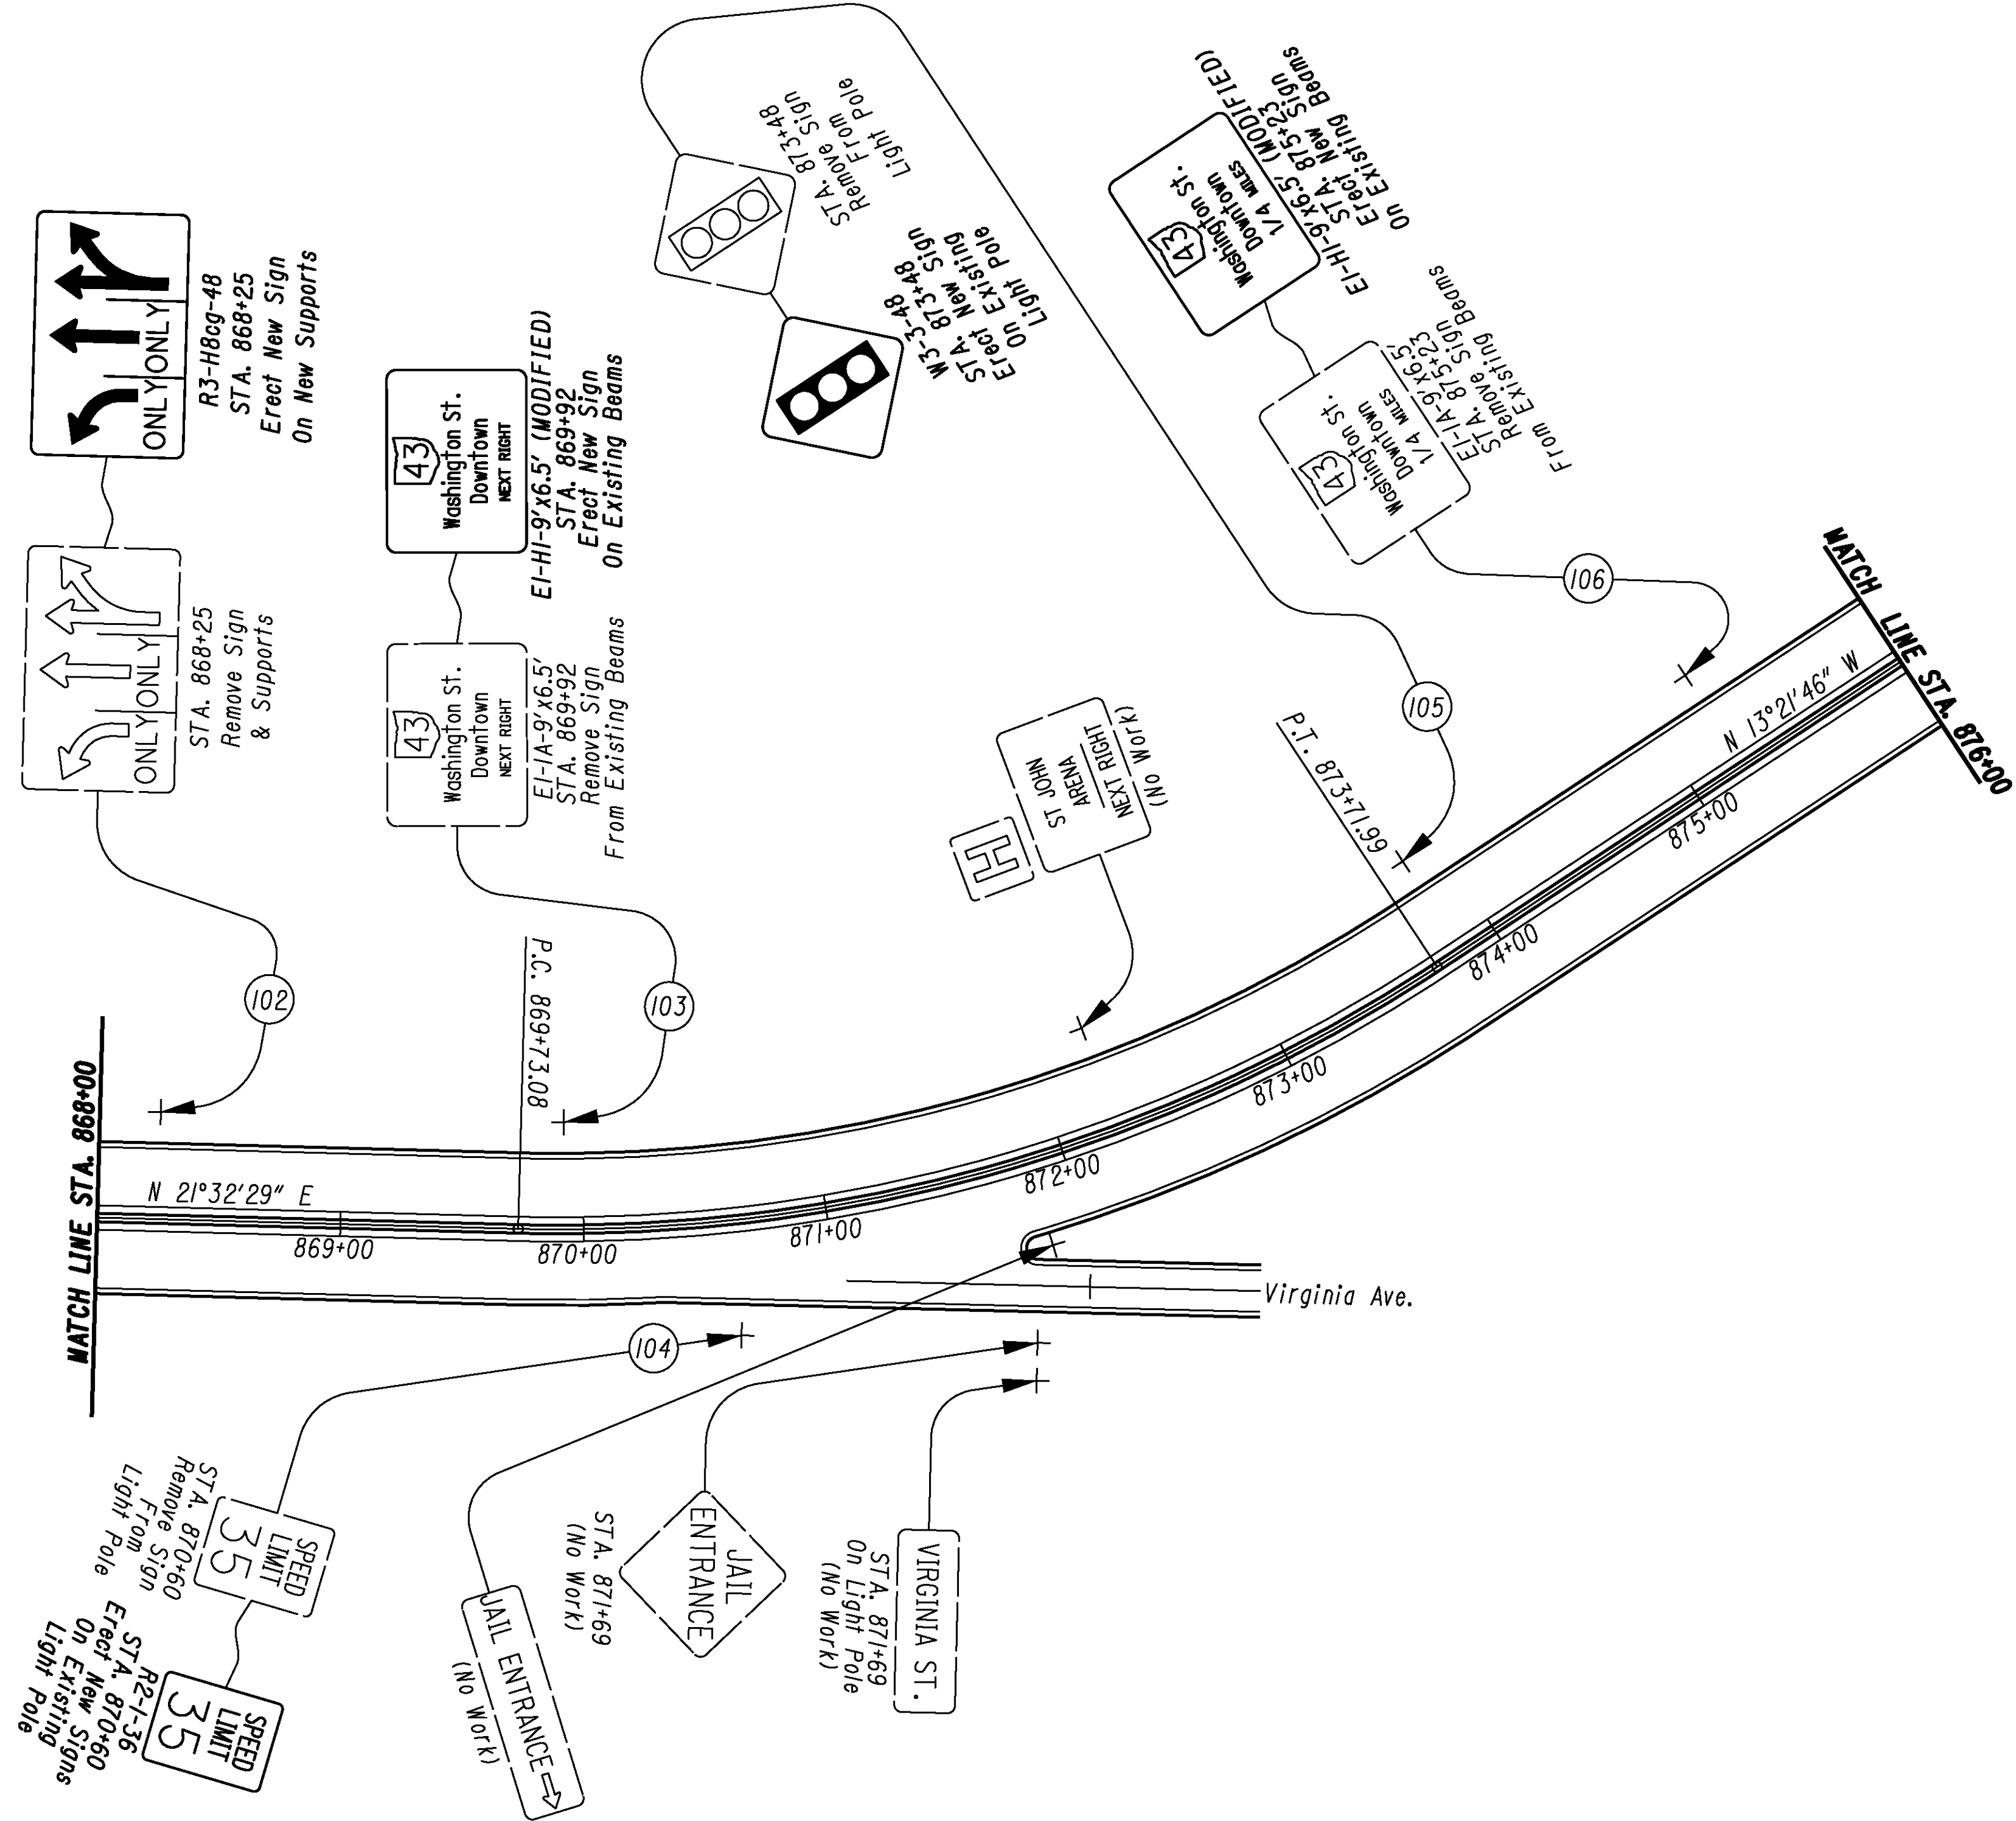 ONLY
ONLY
R3-H8cg-48
STA. 868+25
Erect New Sign
On New Supports
ONLY
ONLY
STA. 868+25
Remove Sign
& Supports
102
43
Washington St.
Downtown
NEXT RIGHT
E1-H1-9'x6.5' (MODIFIED)
STA. 869+92
Erect New Sign
On Existing Beams
43
Washington St.
Downtown
NEXT RIGHT
E1-1A-9'x6.5'
STA. 869+92
Remove Sign
From Existing Beams
103
STA. 873+48
Remove Sign
From
Light Pole
W3-3-48
STA. 873+48
Erect New Sign
On Existing
Light Pole
105
43
Washington St.
Downtown
1/4 MILES
Washington St.
E1-H1-9'x6.5' (MODIFIED)
STA. 875+23
Erect New Sign
On Existing Beams
43
Washington St.
Downtown
1/4 MILES
E1-1A-9'x6.5'
STA. 875+23
Remove Sign
From Existing Beams
106
H
ST JOHN
ARENA
NEXT RIGHT
(No Work)
P.C. 869+73.08
P.T. 873+71.99
MATCH LINE STA. 868+00
N 21°32'29" E
869+00
870+00
871+00
872+00
873+00
874+00
875+00
N 13°21'46" W
MATCH LINE STA. 876+00
Virginia Ave.
104
STA. 870+60
Remove Sign
From
Light Pole
SPEED
LIMIT
35
R2-1-36
STA. 870+60
Erect New Signs
On Existing
Light Pole
SPEED
LIMIT
35
JAIL ENTRANCE
(No Work)
JAIL
ENTRANCE
STA. 871+69
(No Work)
VIRGINIA ST.
STA. 871+69
On Light Pole
(No Work)